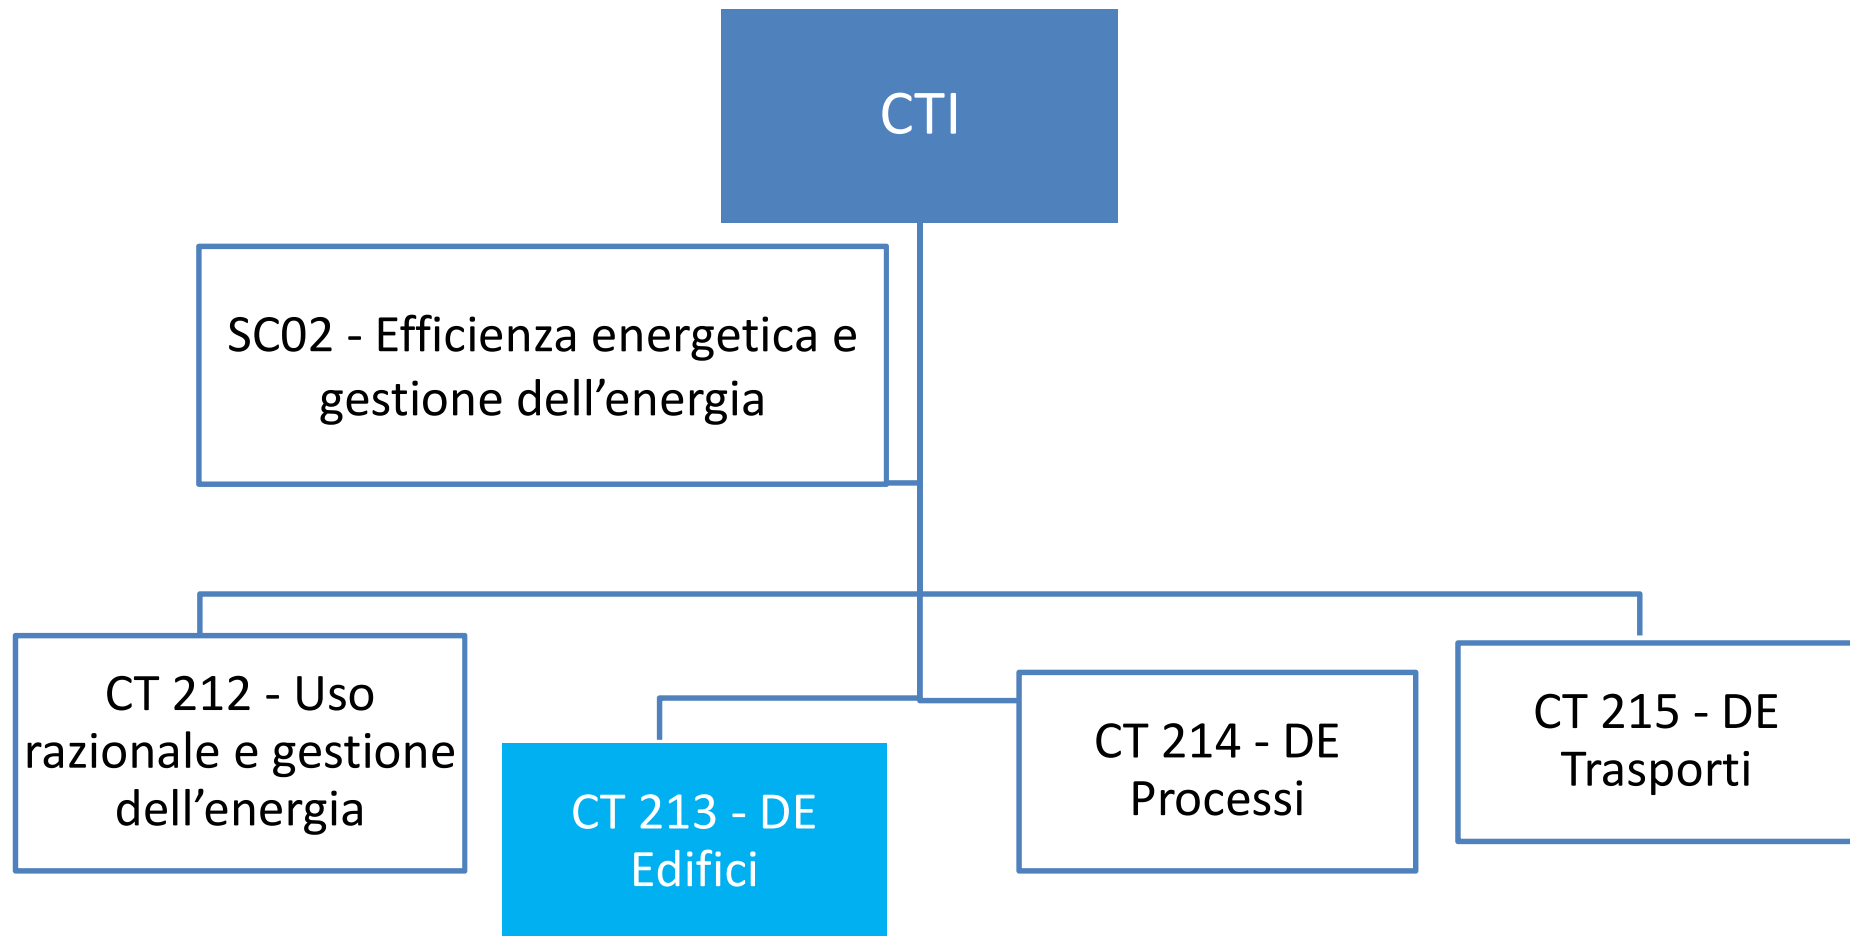 CTI
SC02 - Efficienza energetica e
gestione dell’energia
CT 212 - Uso
razionale e gestione
dell’energia
CT 213 - DE
Edifici
CT 214 - DE
Processi
CT 215 - DE
Trasporti